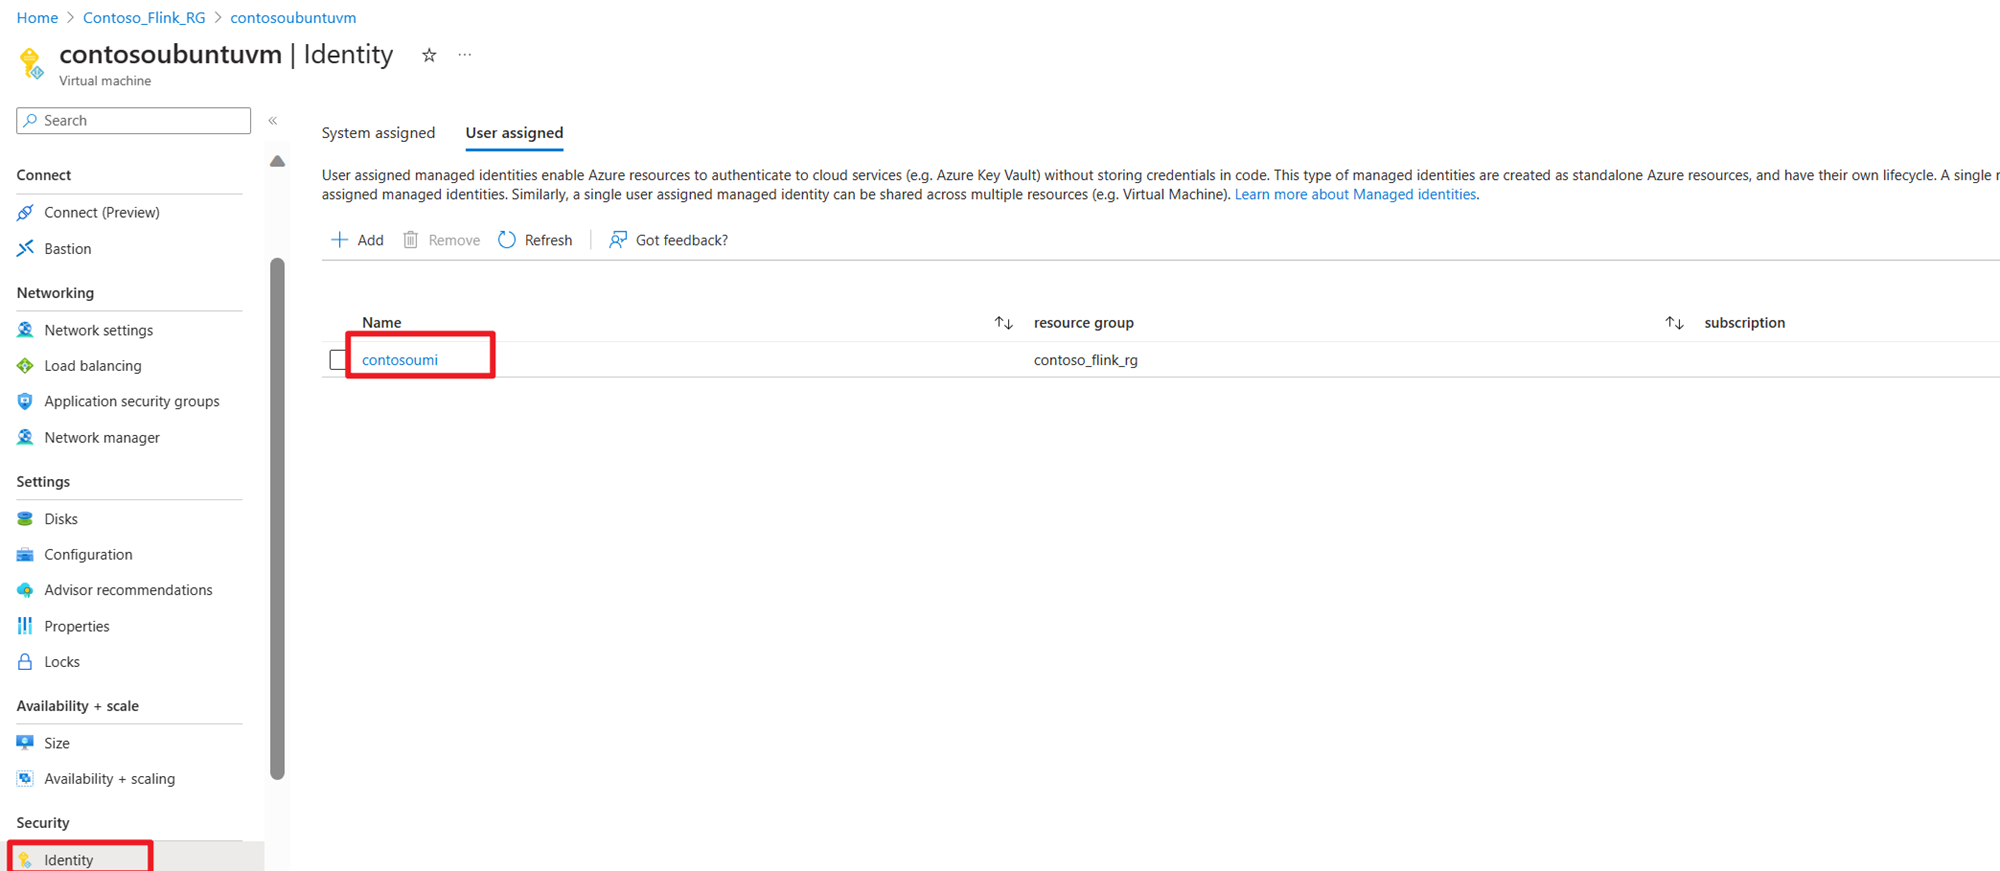 Home > Contoso_Flink_RG > contosoubuntuvm
contosoubuntuvm | Identity ☆ ···
Virtual machine
Search «
System assigned User assigned
User assigned managed identities enable Azure resources to authenticate to cloud services (e.g. Azure Key Vault) without storing credentials in code. This type of managed identities are created as standalone Azure resources, and have their own lifecycle. A single r
assigned managed identities. Similarly, a single user assigned managed identity can be shared across multiple resources (e.g. Virtual Machine). Learn more about Managed identities.
Add Remove Refresh Got feedback?
Name resource group subscription
contosoumi contoso_flink_rg
Connect
Connect (Preview)
Bastion
Networking
Network settings
Load balancing
Application security groups
Network manager
Settings
Disks
Configuration
Advisor recommendations
Properties
Locks
Availability + scale
Size
Availability + scaling
Security
Identity